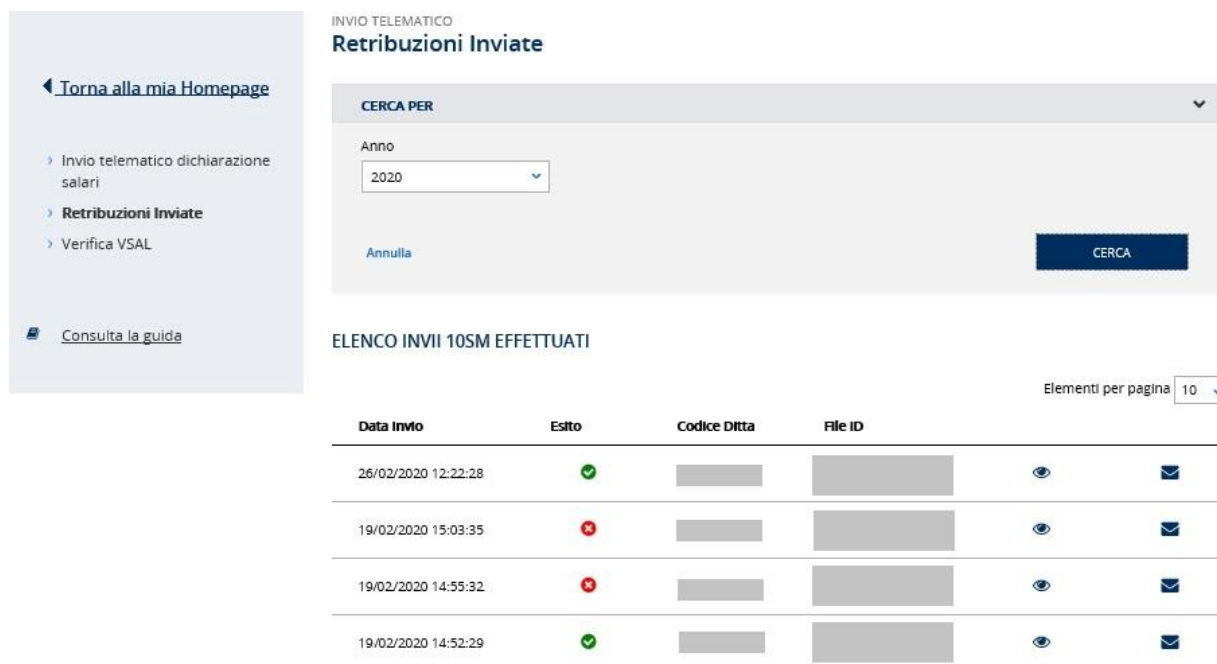 INVIO TELEMATICO
Retribuzioni Inviate
Torna alla mia Homepage
Invio telematico dichiarazione
salari
Retribuzioni Inviate
Verifica VSAL
Consulta la guida
CERCA PER
Anno
2020
Annulla
CERCA
ELENCO INVII 10SM EFFETTUATI
Elementi per pagina 10
Data Invio Esito Codice Ditta File ID
26/02/2020 12:22:28
19/02/2020 15:03:35
19/02/2020 14:55:32
19/02/2020 14:52:29